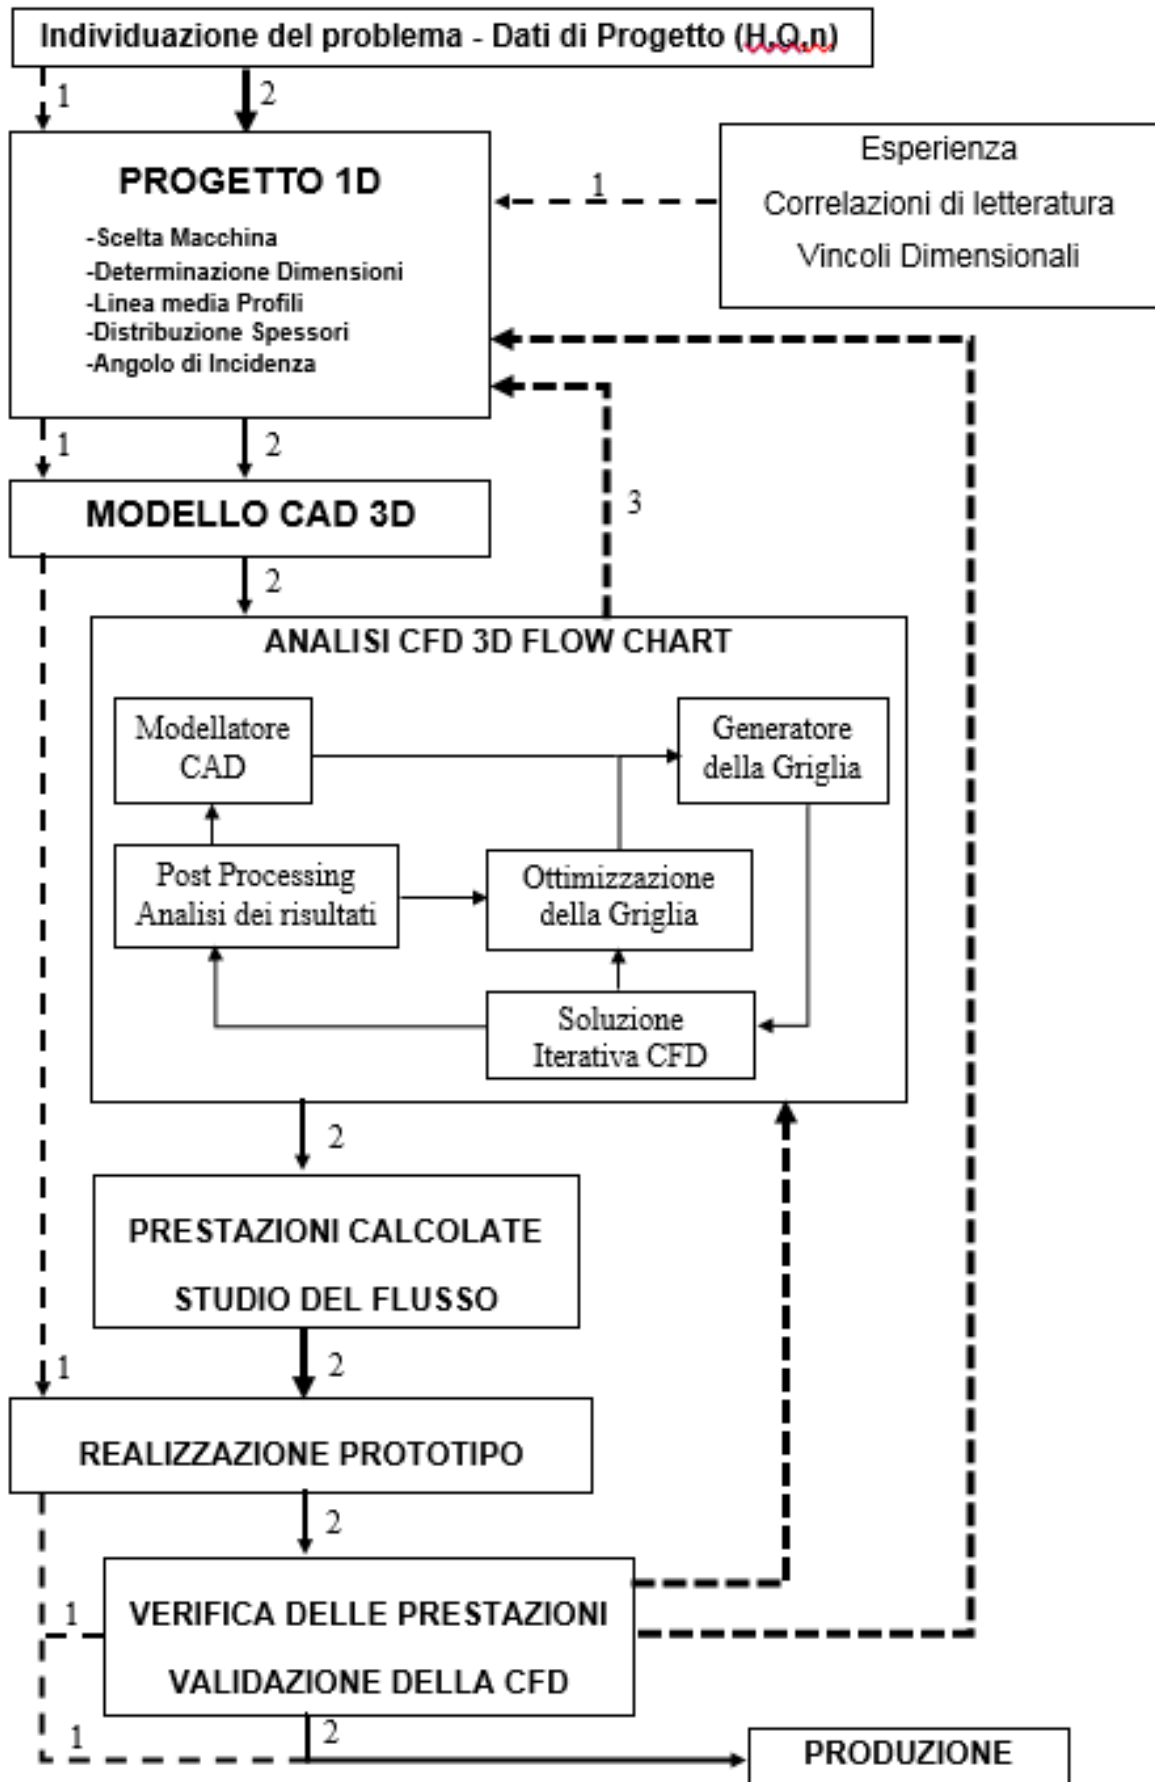 Individuazione del problema - Dati di Progetto (H,Q,n)
1
2
PROGETTO 1D
-Scelta Macchina
-Determinazione Dimensioni
-Linea media Profili
-Distribuzione Spessori
-Angolo di Incidenza
1
Esperienza
Correlazioni di letteratura
Vincoli Dimensionali
1
2
3
MODELLO CAD 3D
2
ANALISI CFD 3D FLOW CHART
Modellatore
CAD
Generatore
della Griglia
Post Processing
Analisi dei risultati
Ottimizzazione
della Griglia
Soluzione
Iterativa CFD
2
PRESTAZIONI CALCOLATE
STUDIO DEL FLUSSO
1
2
REALIZZAZIONE PROTOTIPO
2
1
VERIFICA DELLE PRESTAZIONI
VALIDAZIONE DELLA CFD
1
2
PRODUZIONE